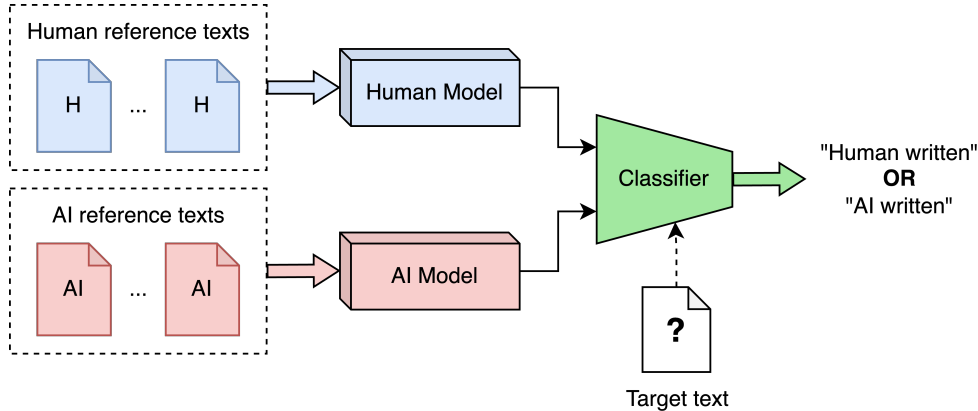 Human reference texts
H ... H
Human Model
AI reference texts
AI ... AI
AI Model
Classifier
"Human written"
OR
"AI written"
?
Target text